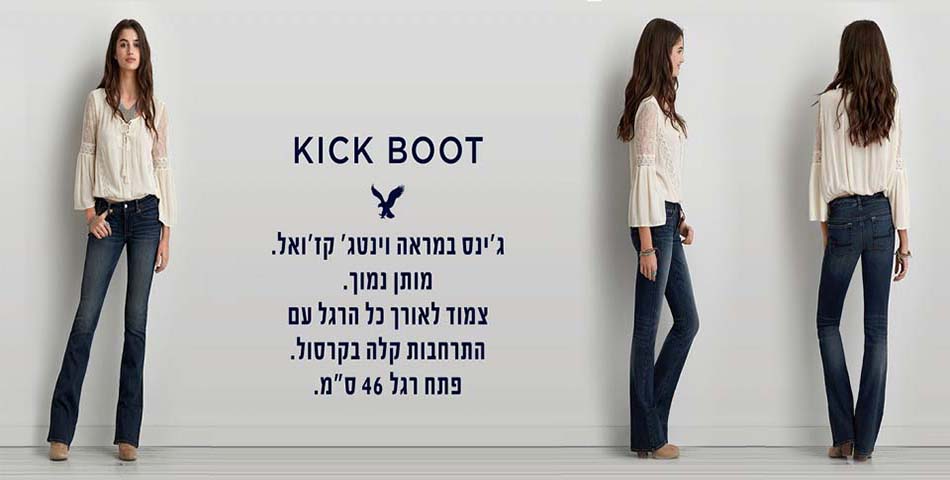 KICK BOOT
ג'ינס במראה וינטג' קז'ואל.
מותן נמוך.
צמוד לאורך כל הרגל עם
התרחבות קלה בקרסול.
פתח רגל 46 ס"מ.